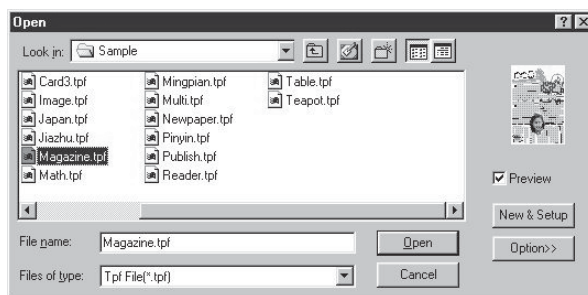 Open
Look in: Sample
Card3.tpf Mingpian.tpf Table.tpf
Image.tpf Multi.tpf Teapot.tpf
Japan.tpf Newpaper.tpf
Jiazhu.tpf Pinyin.tpf
Magazine.tpf Publish.tpf
Math.tpf Reader.tpf
Preview
New & Setup
File name: Magazine.tpf Open
Option>>
Files of type: Tpf File(*.tpf) Cancel